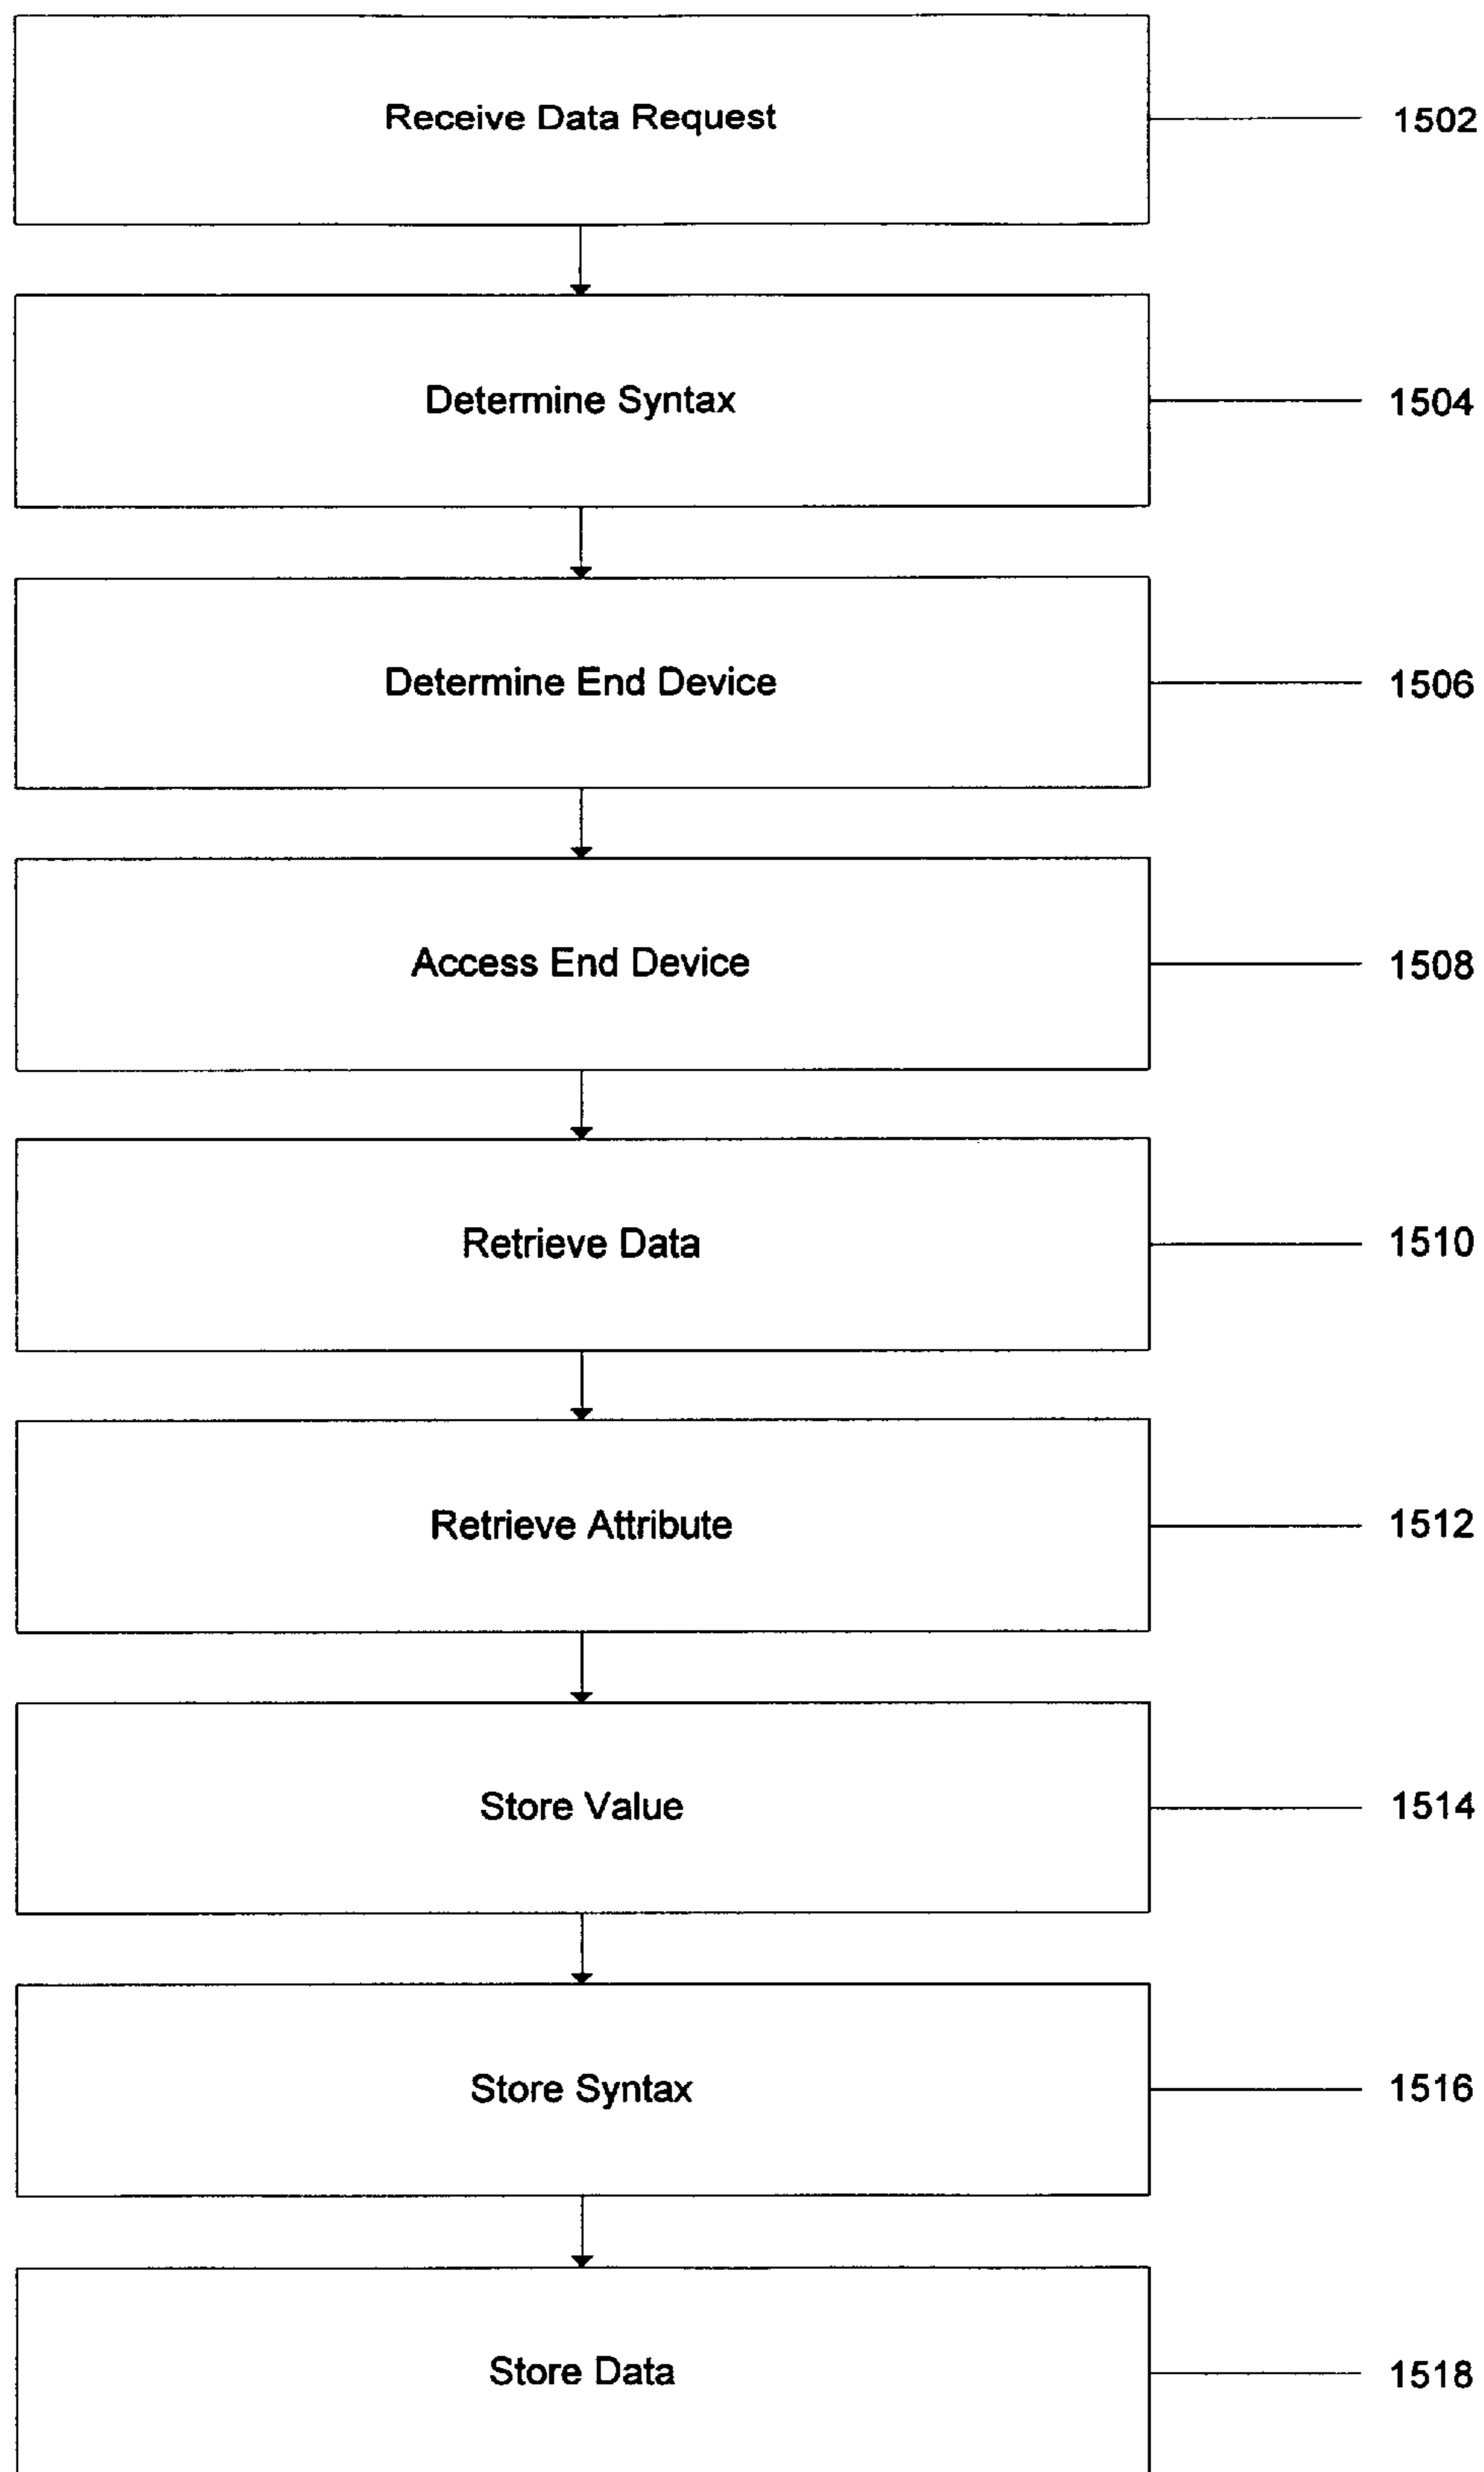 Receive Data Request 1502
Determine Syntax 1504
Determine End Device 1506
Access End Device 1508
Retrieve Data 1510
Retrieve Attribute 1512
Store Value 1514
Store Syntax 1516
Store Data 1518